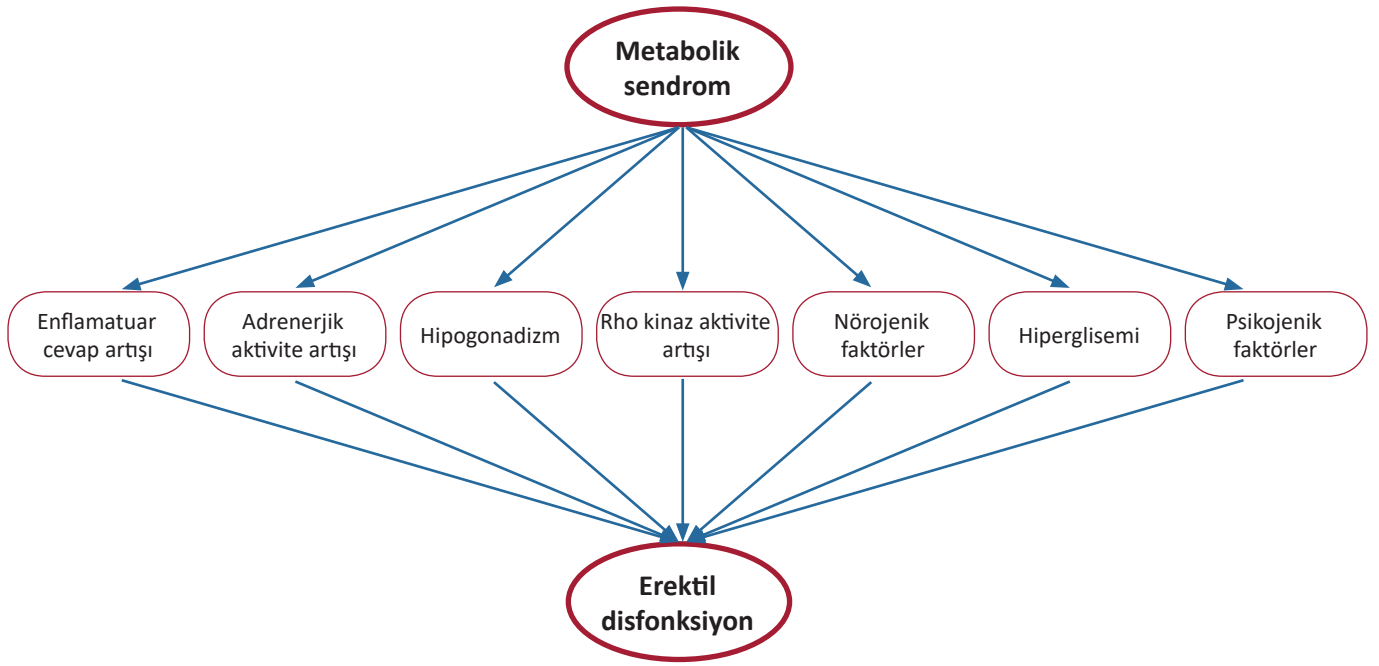 Metabolik
sendrom
Enflamatuar
cevap artışı
Adrenerjik
aktivite artışı
Hipogonadizm
Rho kinaz aktivite
artışı
Nörojenik
faktörler
Hiperglisemi
Psikojenik
faktörler
Erektil
disfonksiyon